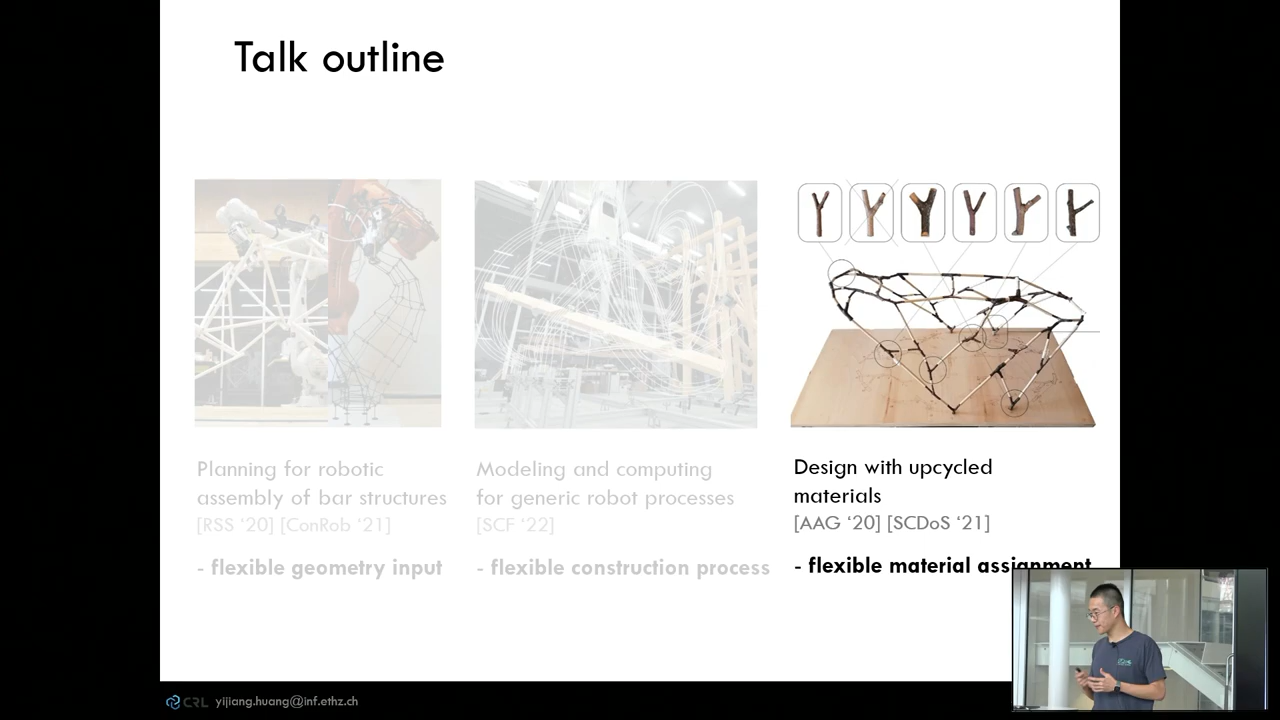 Talk outline
Planning for robotic
assembly of bar structures
[RSS ‘20] [ConRob ‘21]
- flexible geometry input
Modeling and computing
for generic robot processes
[SCF ‘22]
- flexible construction process
Design with upcycled
materials
[AAG ‘20] [SCDoS ‘21]
- flexible material assignment
CRL yijiang.huang@inf.ethz.ch